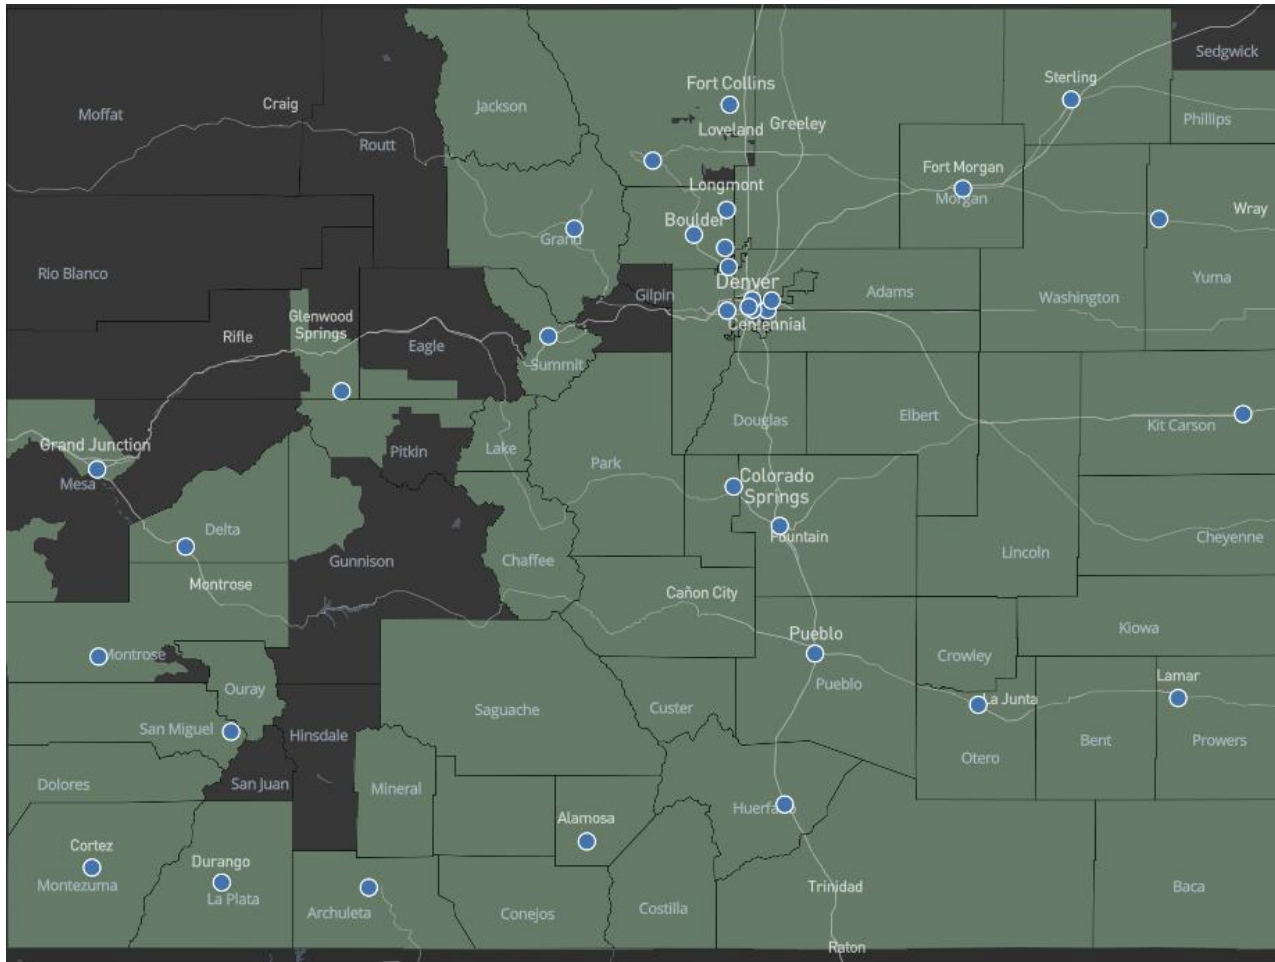 Sedgwick
Sterling
Fort Collins
Craig
Jackson
Moffat
Phillips
Greeley
Loveland
Routt
Fort Morgan
Longmont
Morgan
Wray
Boulder
Grand
Rio Blanco
Yuma
Denver
Gilpin
Adams
Washington
Glenwood
Springs
Centennial
Rifle
Eagle
Summit
Elbert
Douglas
Kit Carson
Grand Junction
Lake
Pitkin
Park
Mesa
Colorado
Springs
Delta
Fountain
Cheyenne
Lincoln
Chaffee
Gunnison
Montrose
Cañon City
Kiowa
Pueblo
Montrose
Crowley
Lamar
Pueblo
Ouray
La Junta
Saguache
Custer
San Miguel
Hinsdale
Bent
Prowers
Otero
San Juan
Dolores
Mineral
Huerfano
Alamosa
Cortez
Durango
Montezuma
Trinidad
Baca
La Plata
Costilla
Archuleta
Conejos
Raton